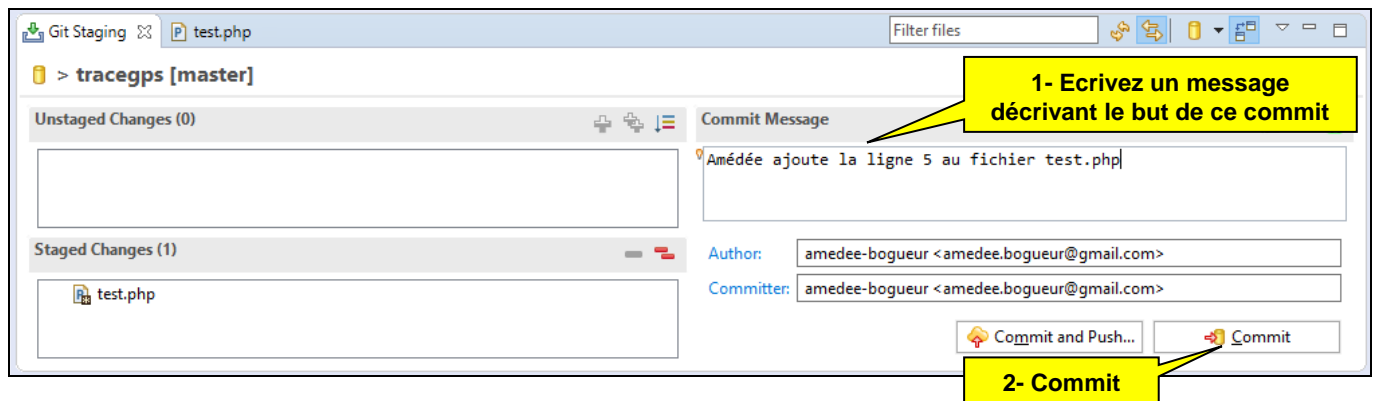 Git Staging test.php Filter files
> tracegps [master]
1- Ecrivez un message
décrivant le but de ce commit
Unstaged Changes (0)
Commit Message
Amédée ajoute la ligne 5 au fichier test.php
Staged Changes (1)
test.php
Author: amedee-bogueur <amedee.bogueur@gmail.com>
Committer: amedee-bogueur <amedee.bogueur@gmail.com>
Commit and Push... Commit
2- Commit